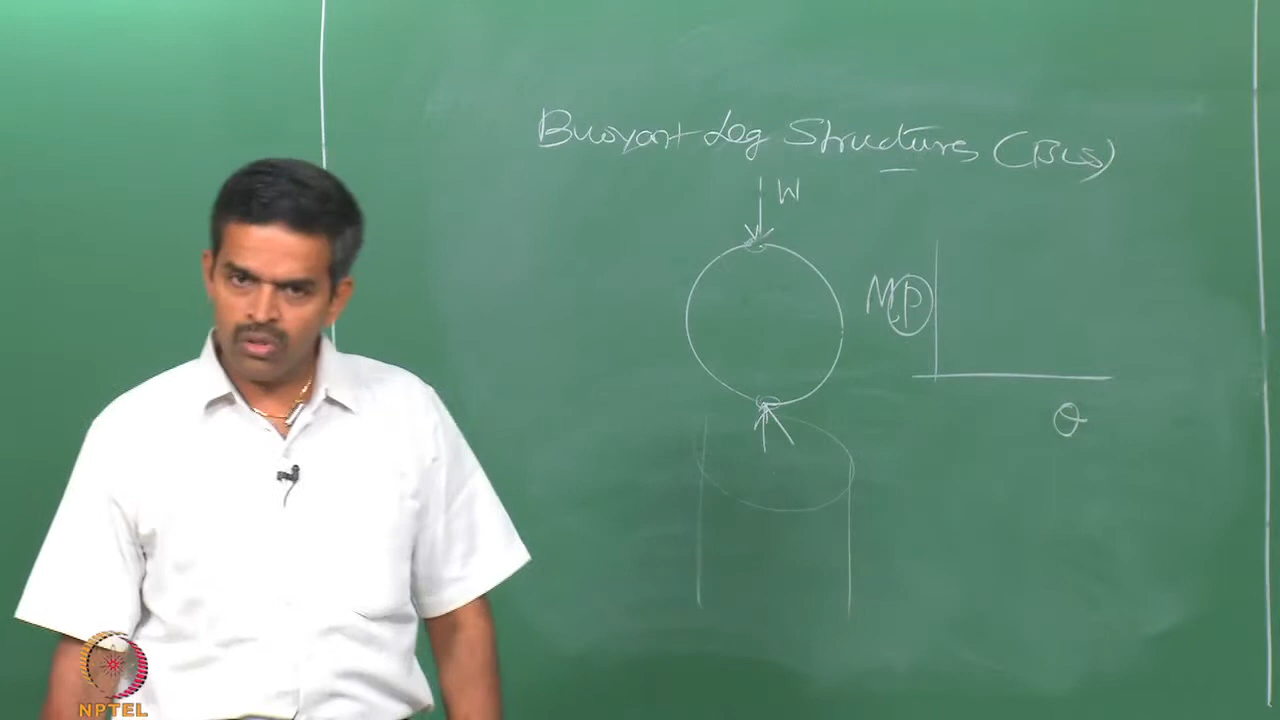 Buoyant Leg Structures (BLS)
W
M P
θ
NPTEL